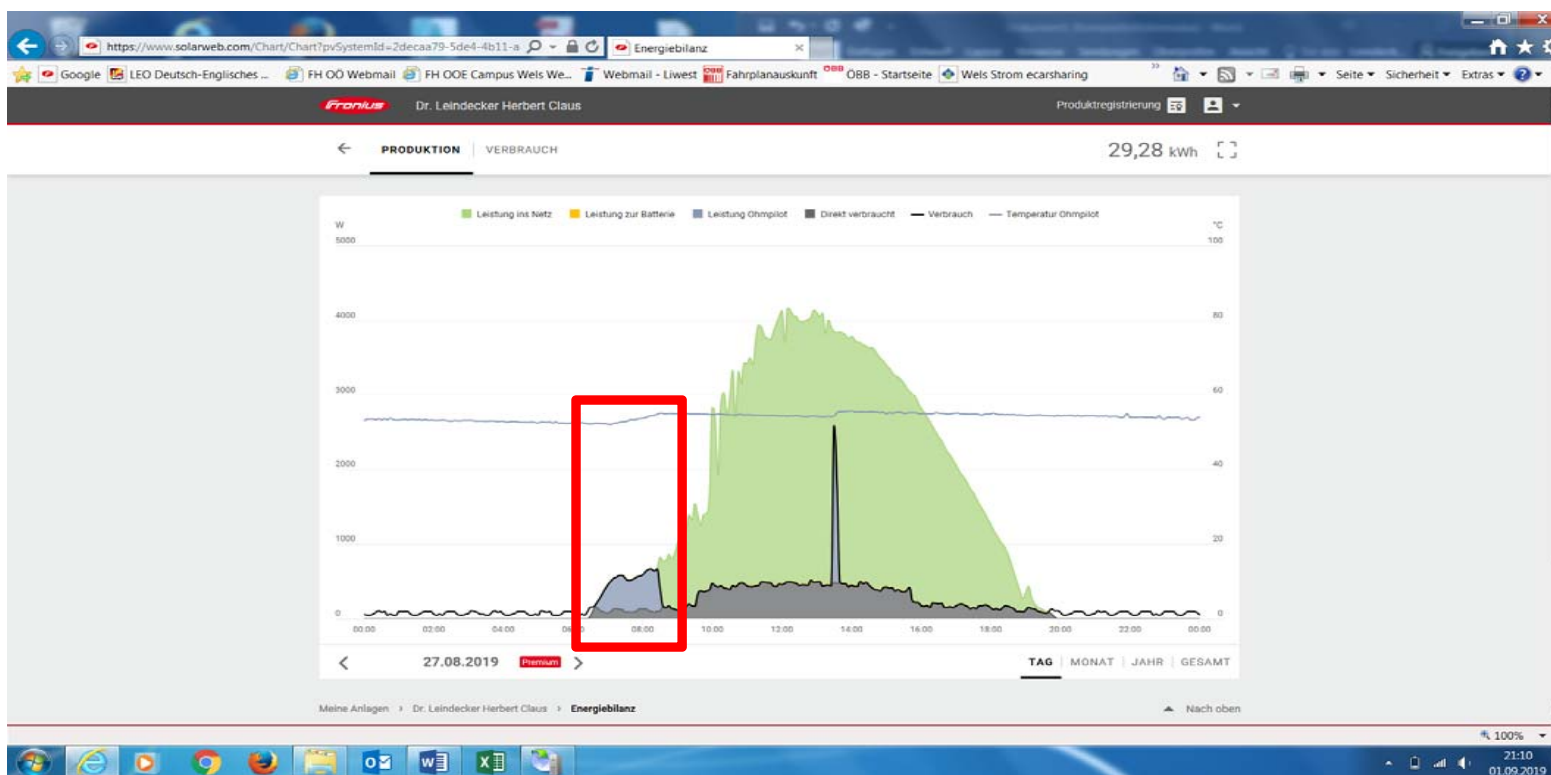 https://www.solarweb.com/Chart/Chart?pvSystemId=2decaa79-5de4-4b11-a
Energiebilanz
Google LEO Deutsch-Englisches ... FH OÖ Webmail FH OOE Campus Wels We... Webmail - Liwest Fahrplanauskunft ÖBB - Startseite Wels Strom ecarsharing Seite Sicherheit Extras
Fronius Dr. Leindecker Herbert Claus Produktregistrierung
PRODUKTION VERBRAUCH 29,28 kWh
Leistung ins Netz Leistung zur Batterie Leistung Ohmpilot Direkt verbraucht Verbrauch Temperatur Ohmpilot
W °C
5000 100
4000 80
3000 60
2000 40
1000 20
0 0
00:00 02:00 04:00 08:00 10:00 12:00 14:00 16:00 18:00 20:00 22:00 00:00
27.08.2019 Premium TAG MONAT JAHR GESAMT
Meine Anlagen Dr. Leindecker Herbert Claus Energiebilanz Nach oben
100%
21:10
01.09.2019